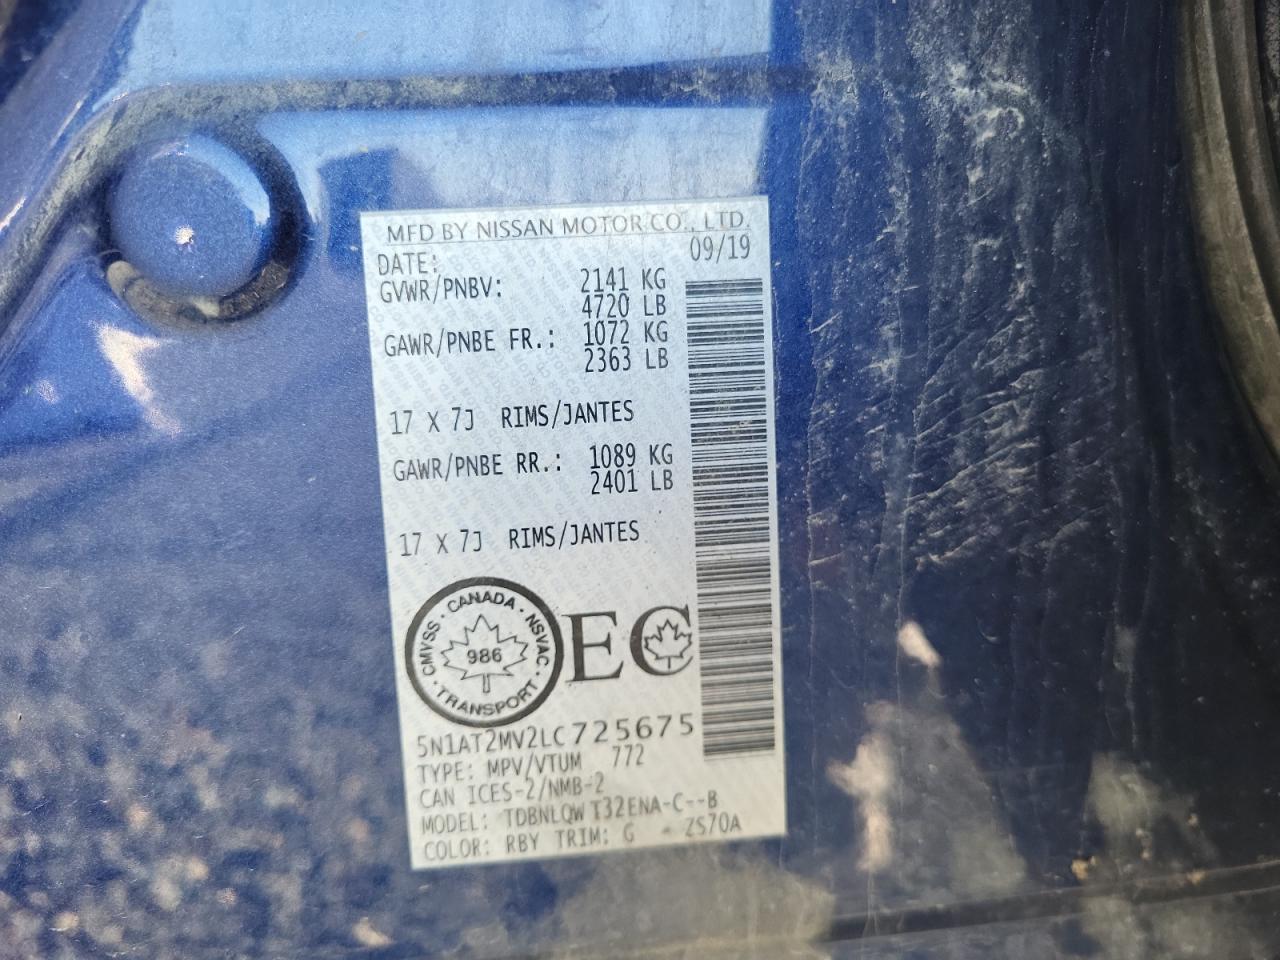 MFD BY NISSAN MOTOR CO., LTD.
DATE: 09/19
GVWR/PNBV: 2141 KG
4720 LB
GAWR/PNBE FR.: 1072 KG
2363 LB
17 X 7J RIMS/JANTES
GAWR/PNBE RR.: 1089 KG
2401 LB
17 X 7J RIMS/JANTES
CANADA · NSVAC · TRANSPORT · CMVSS ·
986
EC
5N1AT2MV2LC725675
TYPE: MPV/VTUM 772
CAN ICES-2/NMB-2
MODEL: TDBNLQW T32ENA-C--B
COLOR: RBY TRIM: G - ZS70A